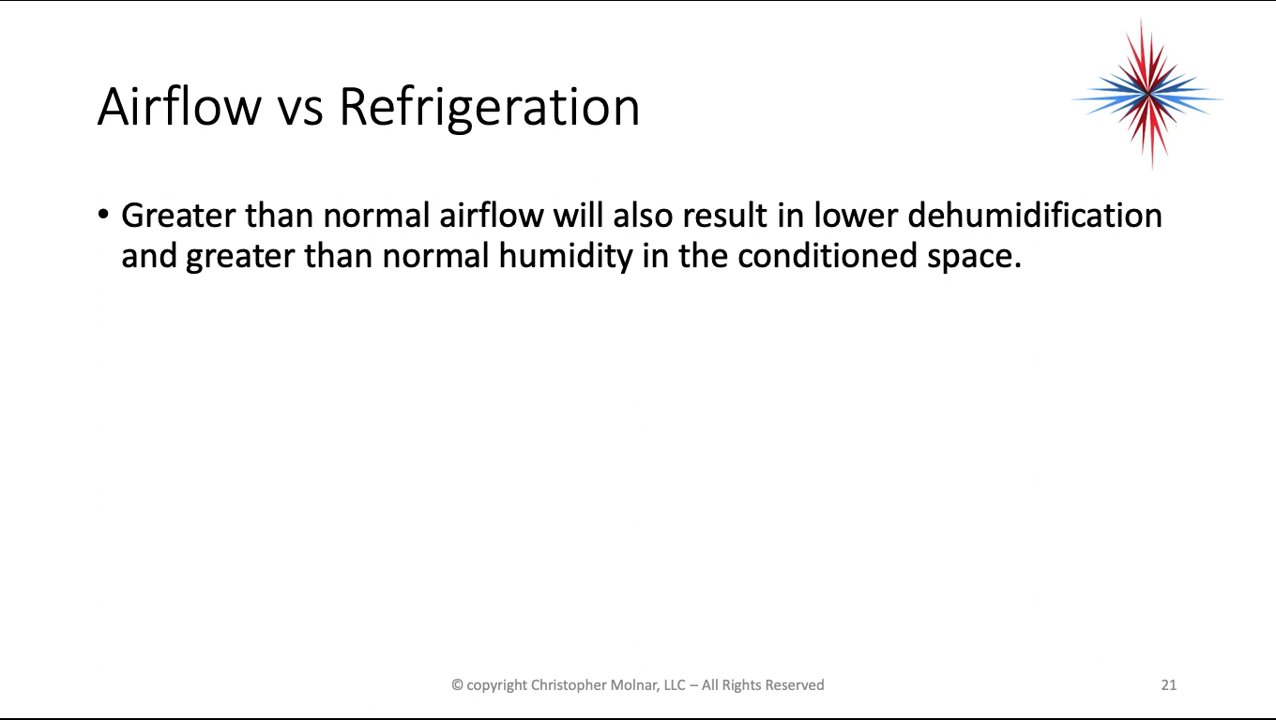 Airflow vs Refrigeration
• Greater than normal airflow will also result in lower dehumidification
and greater than normal humidity in the conditioned space.
© copyright Christopher Molnar, LLC – All Rights Reserved
21